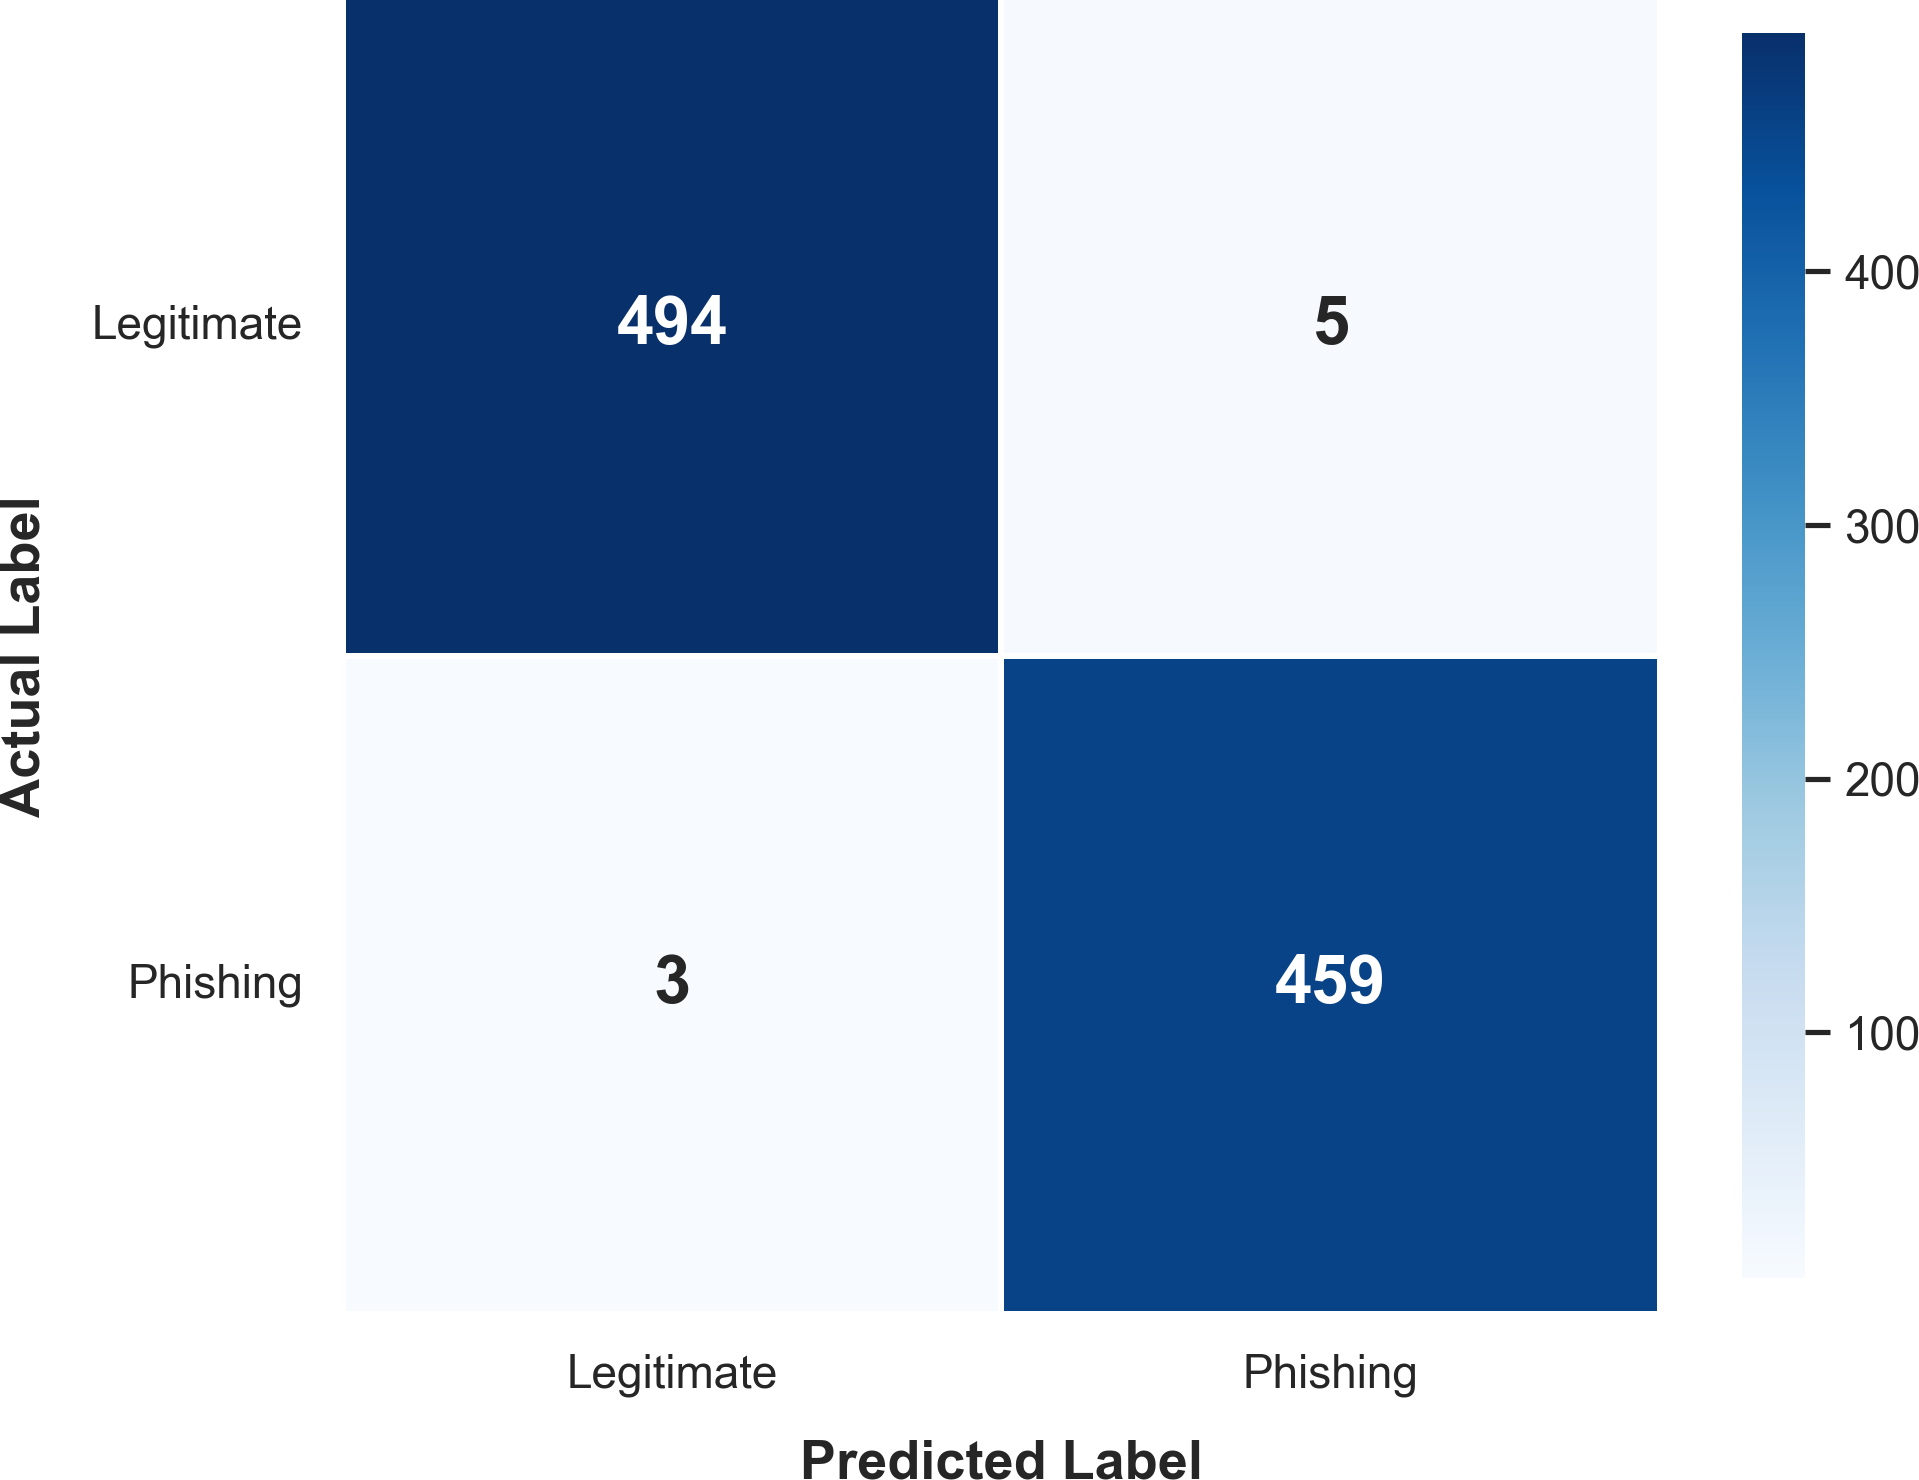 Actual Label
Legitimate
494
5
Phishing
3
459
Legitimate
Phishing
Predicted Label
400
300
200
100